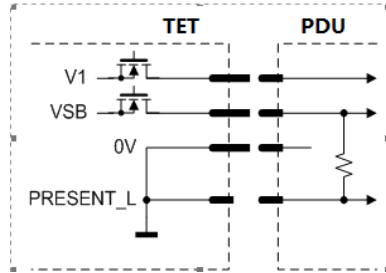 TET PDU
V1
VSB
0V
PRESENT_L